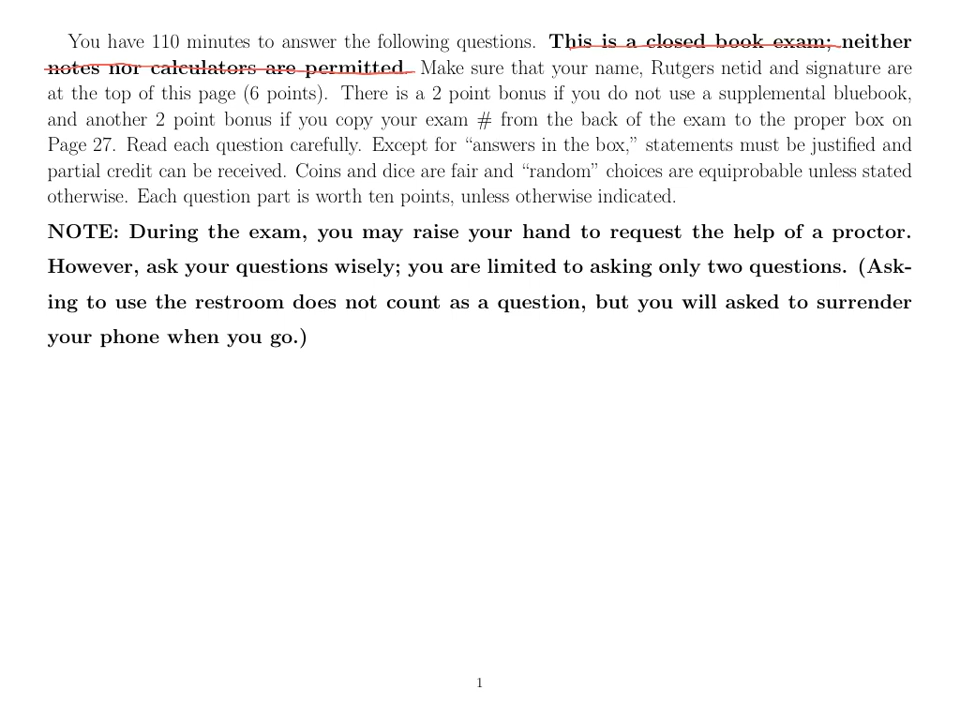 You have 110 minutes to answer the following questions. This is a closed book exam; neither
notes nor calculators are permitted. Make sure that your name, Rutgers netid and signature are
at the top of this page (6 points). There is a 2 point bonus if you do not use a supplemental bluebook,
and another 2 point bonus if you copy your exam # from the back of the exam to the proper box on
Page 27. Read each question carefully. Except for “answers in the box,” statements must be justified and
partial credit can be received. Coins and dice are fair and “random” choices are equiprobable unless stated
otherwise. Each question part is worth ten points, unless otherwise indicated.
NOTE: During the exam, you may raise your hand to request the help of a proctor.
However, ask your questions wisely; you are limited to asking only two questions. (Ask-
ing to use the restroom does not count as a question, but you will asked to surrender
your phone when you go.)
1